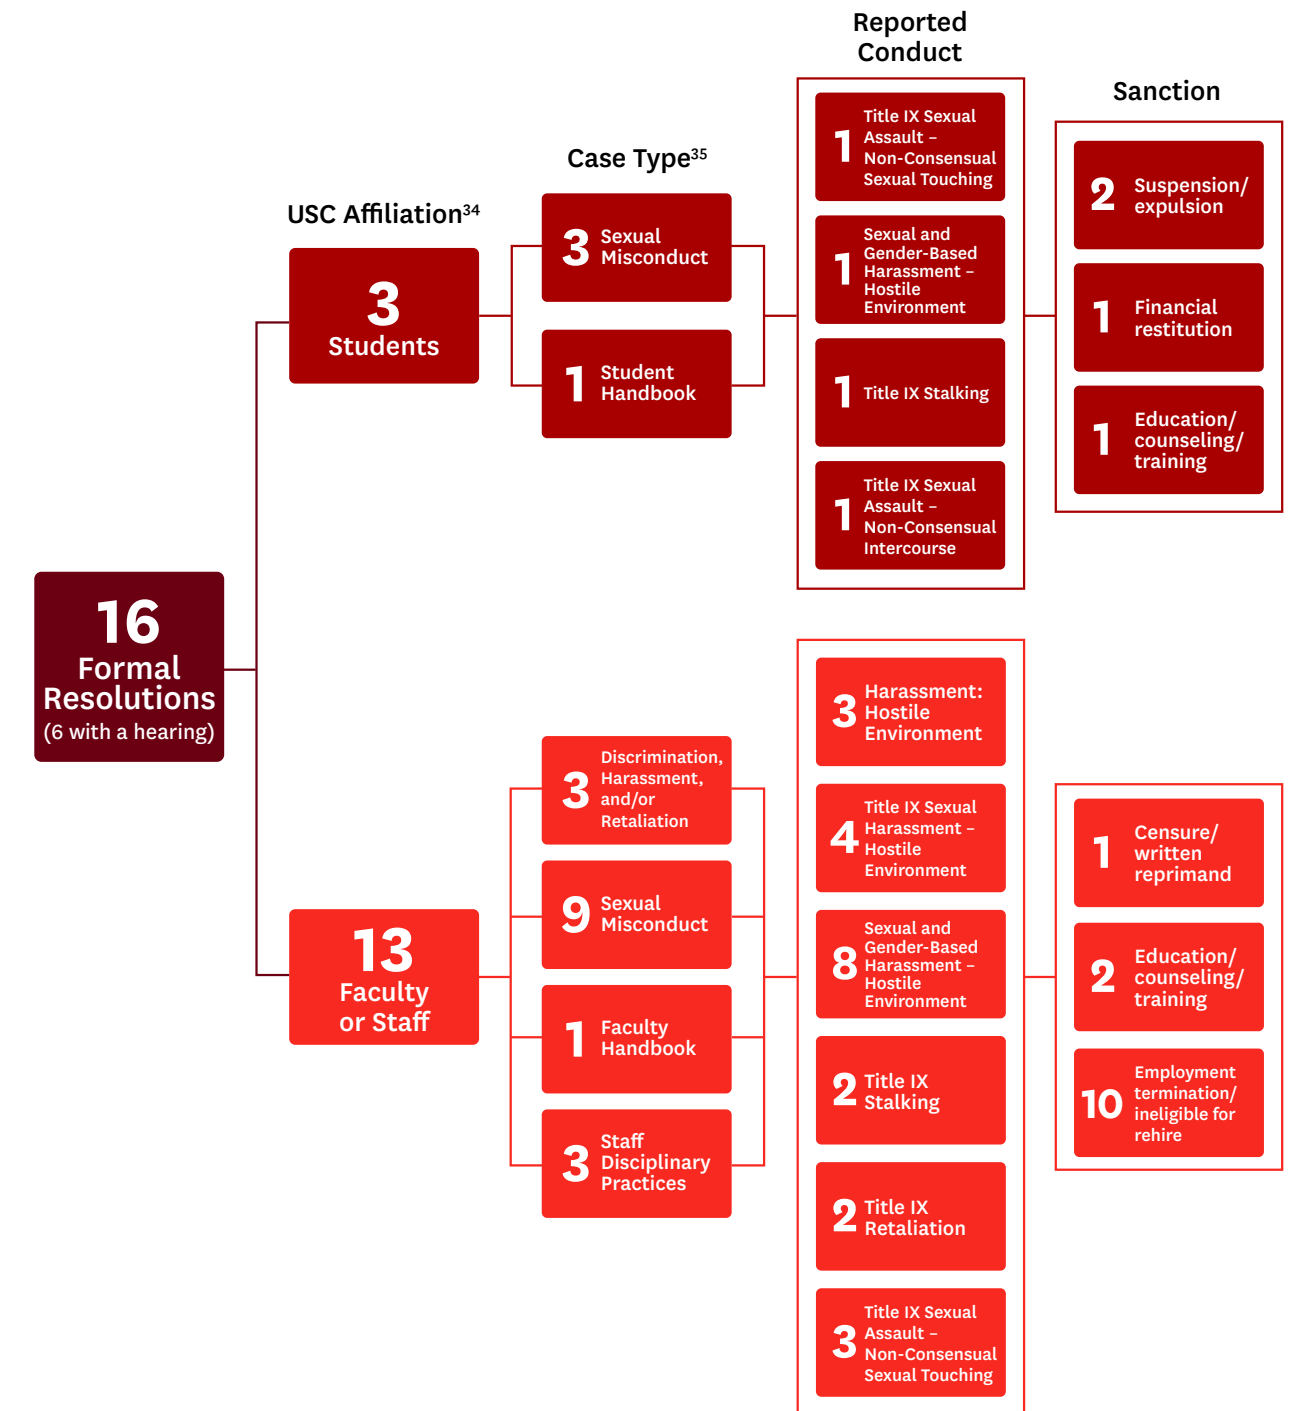 Reported
Conduct
Sanction
Case Type35
USC Affiliation34
16
Formal
Resolutions
(6 with a hearing)
3
Students
3 Sexual
Misconduct
1 Student
Handbook
1 Title IX Sexual
Assault –
Non-Consensual
Sexual Touching
1 Sexual and
Gender-Based
Harassment –
Hostile
Environment
1 Title IX Stalking
1 Title IX Sexual
Assault –
Non-Consensual
Intercourse
2 Suspension/
expulsion
1 Financial
restitution
1 Education/
counseling/
training
13
Faculty
or Staff
3 Discrimination,
Harassment,
and/or
Retaliation
9 Sexual
Misconduct
1 Faculty
Handbook
3 Staff
Disciplinary
Practices
3 Harassment:
Hostile
Environment
4 Title IX Sexual
Harassment –
Hostile
Environment
8 Sexual and
Gender-Based
Harassment –
Hostile
Environment
2 Title IX
Stalking
2 Title IX
Retaliation
3 Title IX Sexual
Assault –
Non-Consensual
Sexual Touching
1 Censure/
written
reprimand
2 Education/
counseling/
training
10 Employment
termination/
ineligible for
rehire